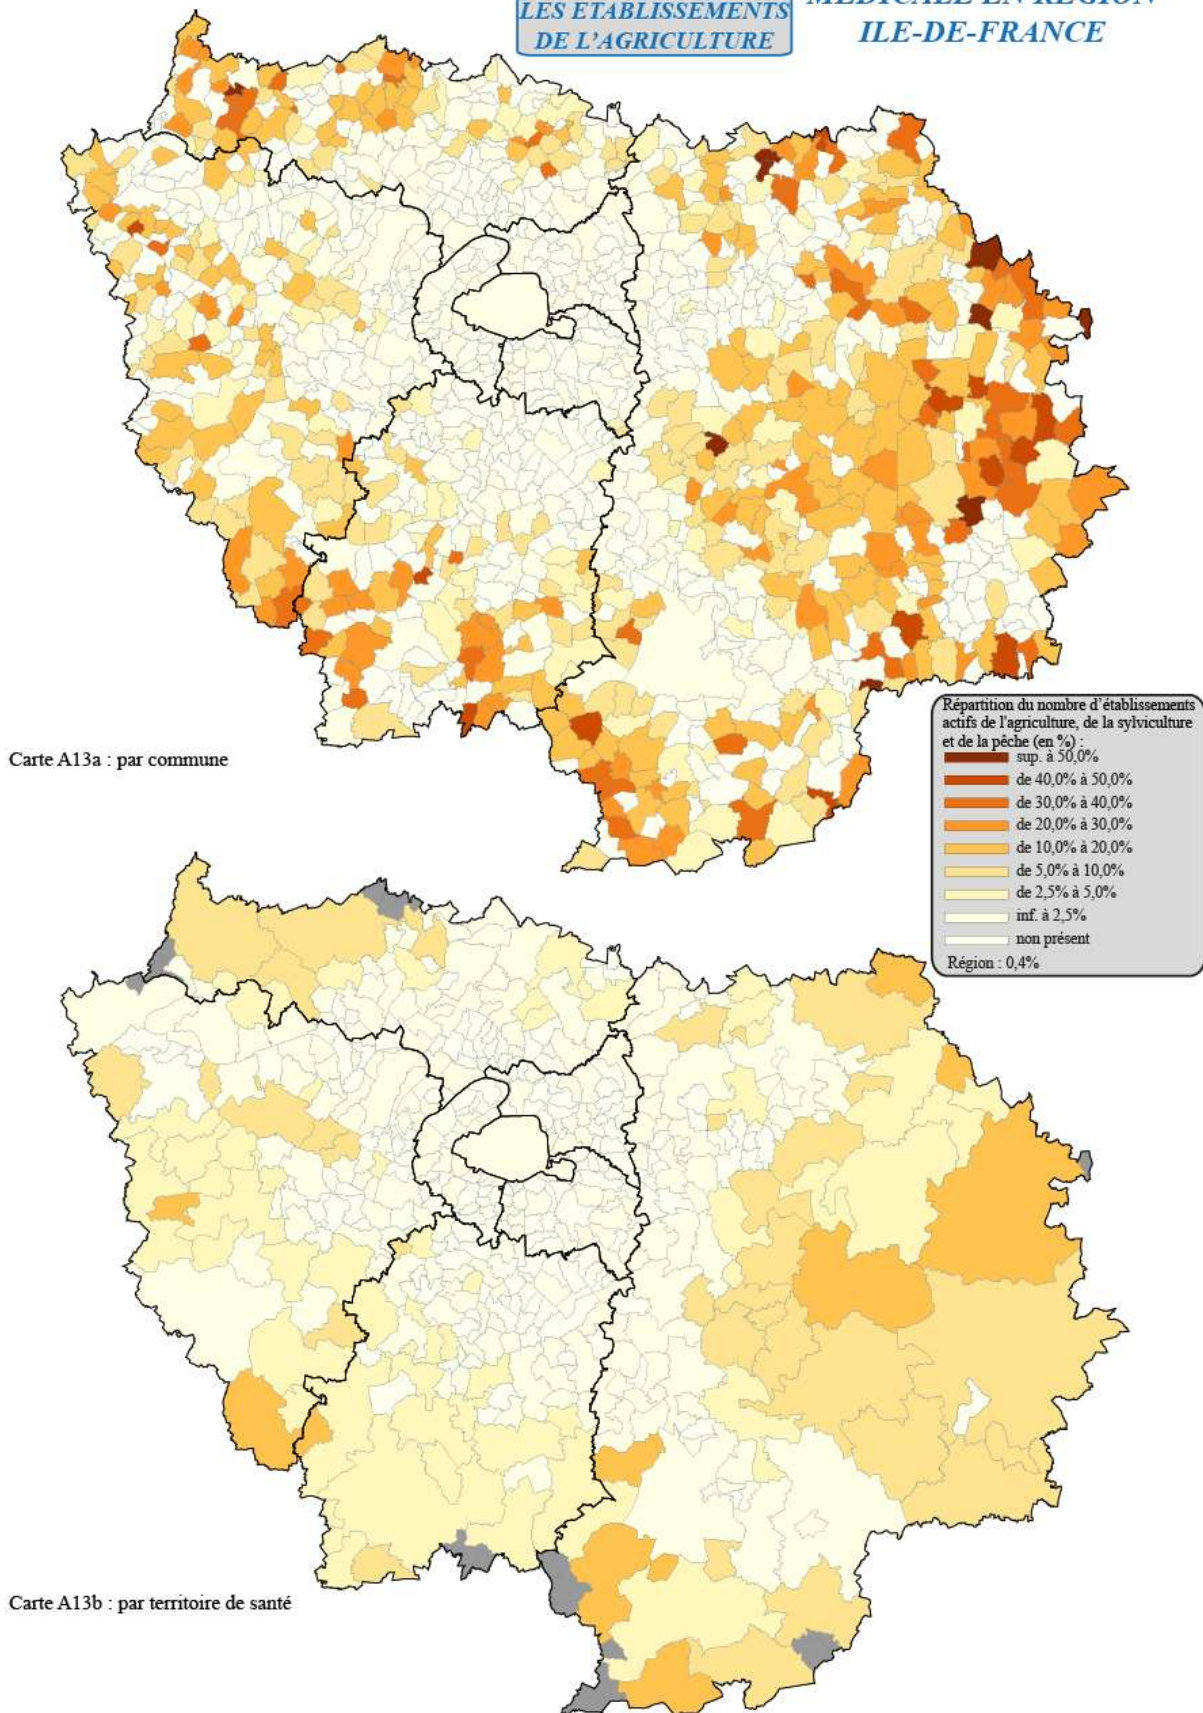 LES ETABLISSEMENTS
DE L'AGRICULTURE
MEDICALE EN REGION
ILE-DE-FRANCE
Carte A13a : par commune
Répartition du nombre d'établissements
actifs de l'agriculture, de la sylviculture
et de la pêche (en %) :
sup. à 50,0%
de 40,0% à 50,0%
de 30,0% à 40,0%
de 20,0% à 30,0%
de 10,0% à 20,0%
de 5,0% à 10,0%
de 2,5% à 5,0%
inf. à 2,5%
non présent
Région : 0,4%
Carte A13b : par territoire de santé